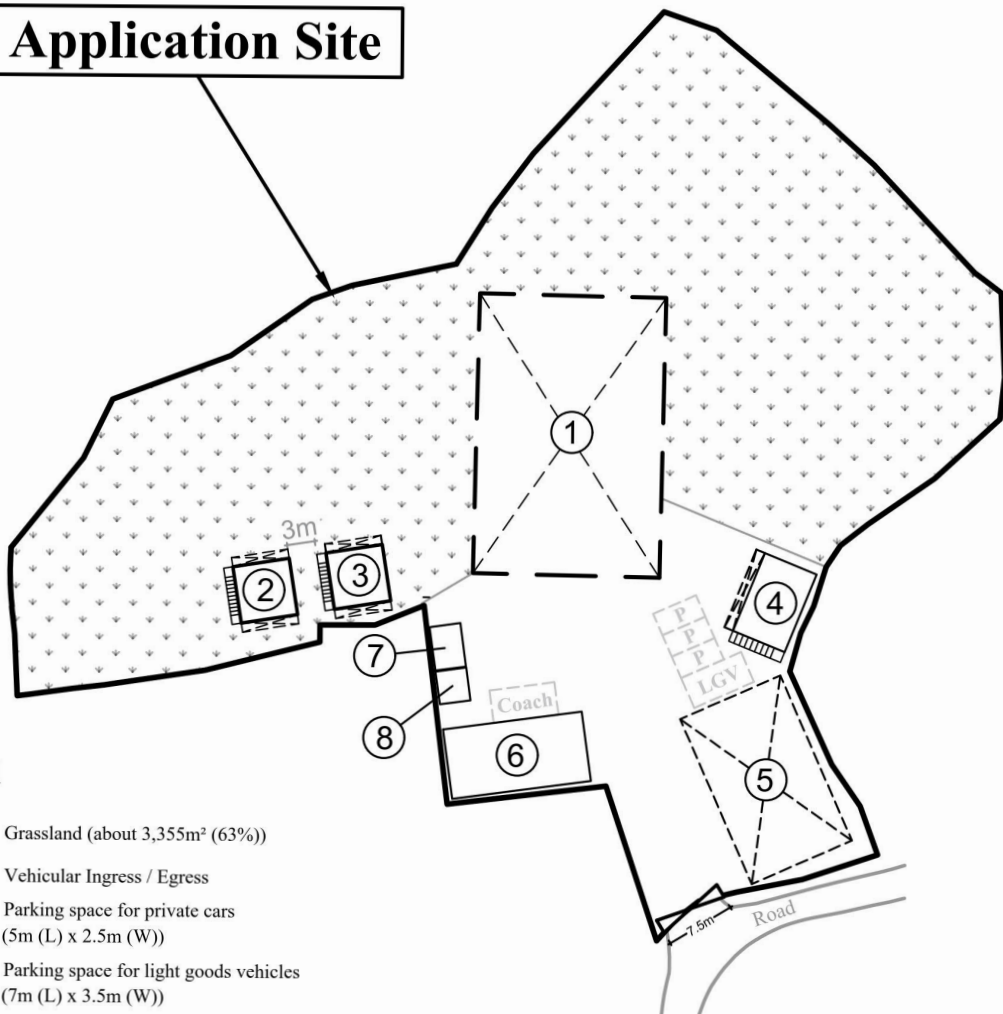 Application Site
1
3m
2
3
4
P
P
P
LGV
7
8
Coach
6
5
7.5m
Road
Grassland (about 3,355m² (63%))
Vehicular Ingress / Egress
Parking space for private cars
(5m (L) x 2.5m (W))
Parking space for light goods vehicles
(7m (L) x 3.5m (W))